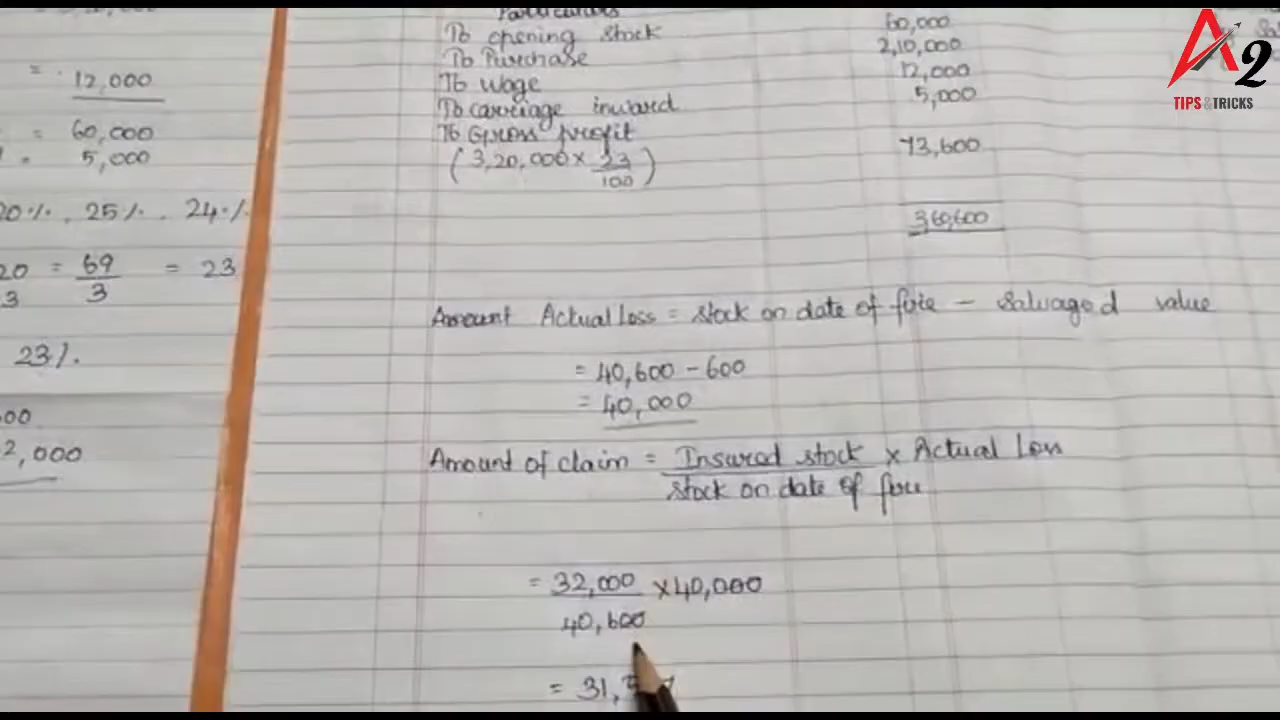 Particulars
To opening stock 60,000
To Purchase 2,10,000
To wage 12,000
To carriage inward 5,000
To Gross profit
(3,20,000 × 23/100) 73,600
360,600
= 12,000
= 60,000
= 5,000
20%. , 25%. , 24%.
20 = 69/3 = 23
3
23%.
2,000
Amount Actual Loss = stock on date of fire - Salvaged value
= 40,600 - 600
= 40,000
Amount of claim = Insured stock × Actual Loss
stock on date of fire
= 32,000 × 40,000
40,600
= 31,
A2
TIPS & TRICKS